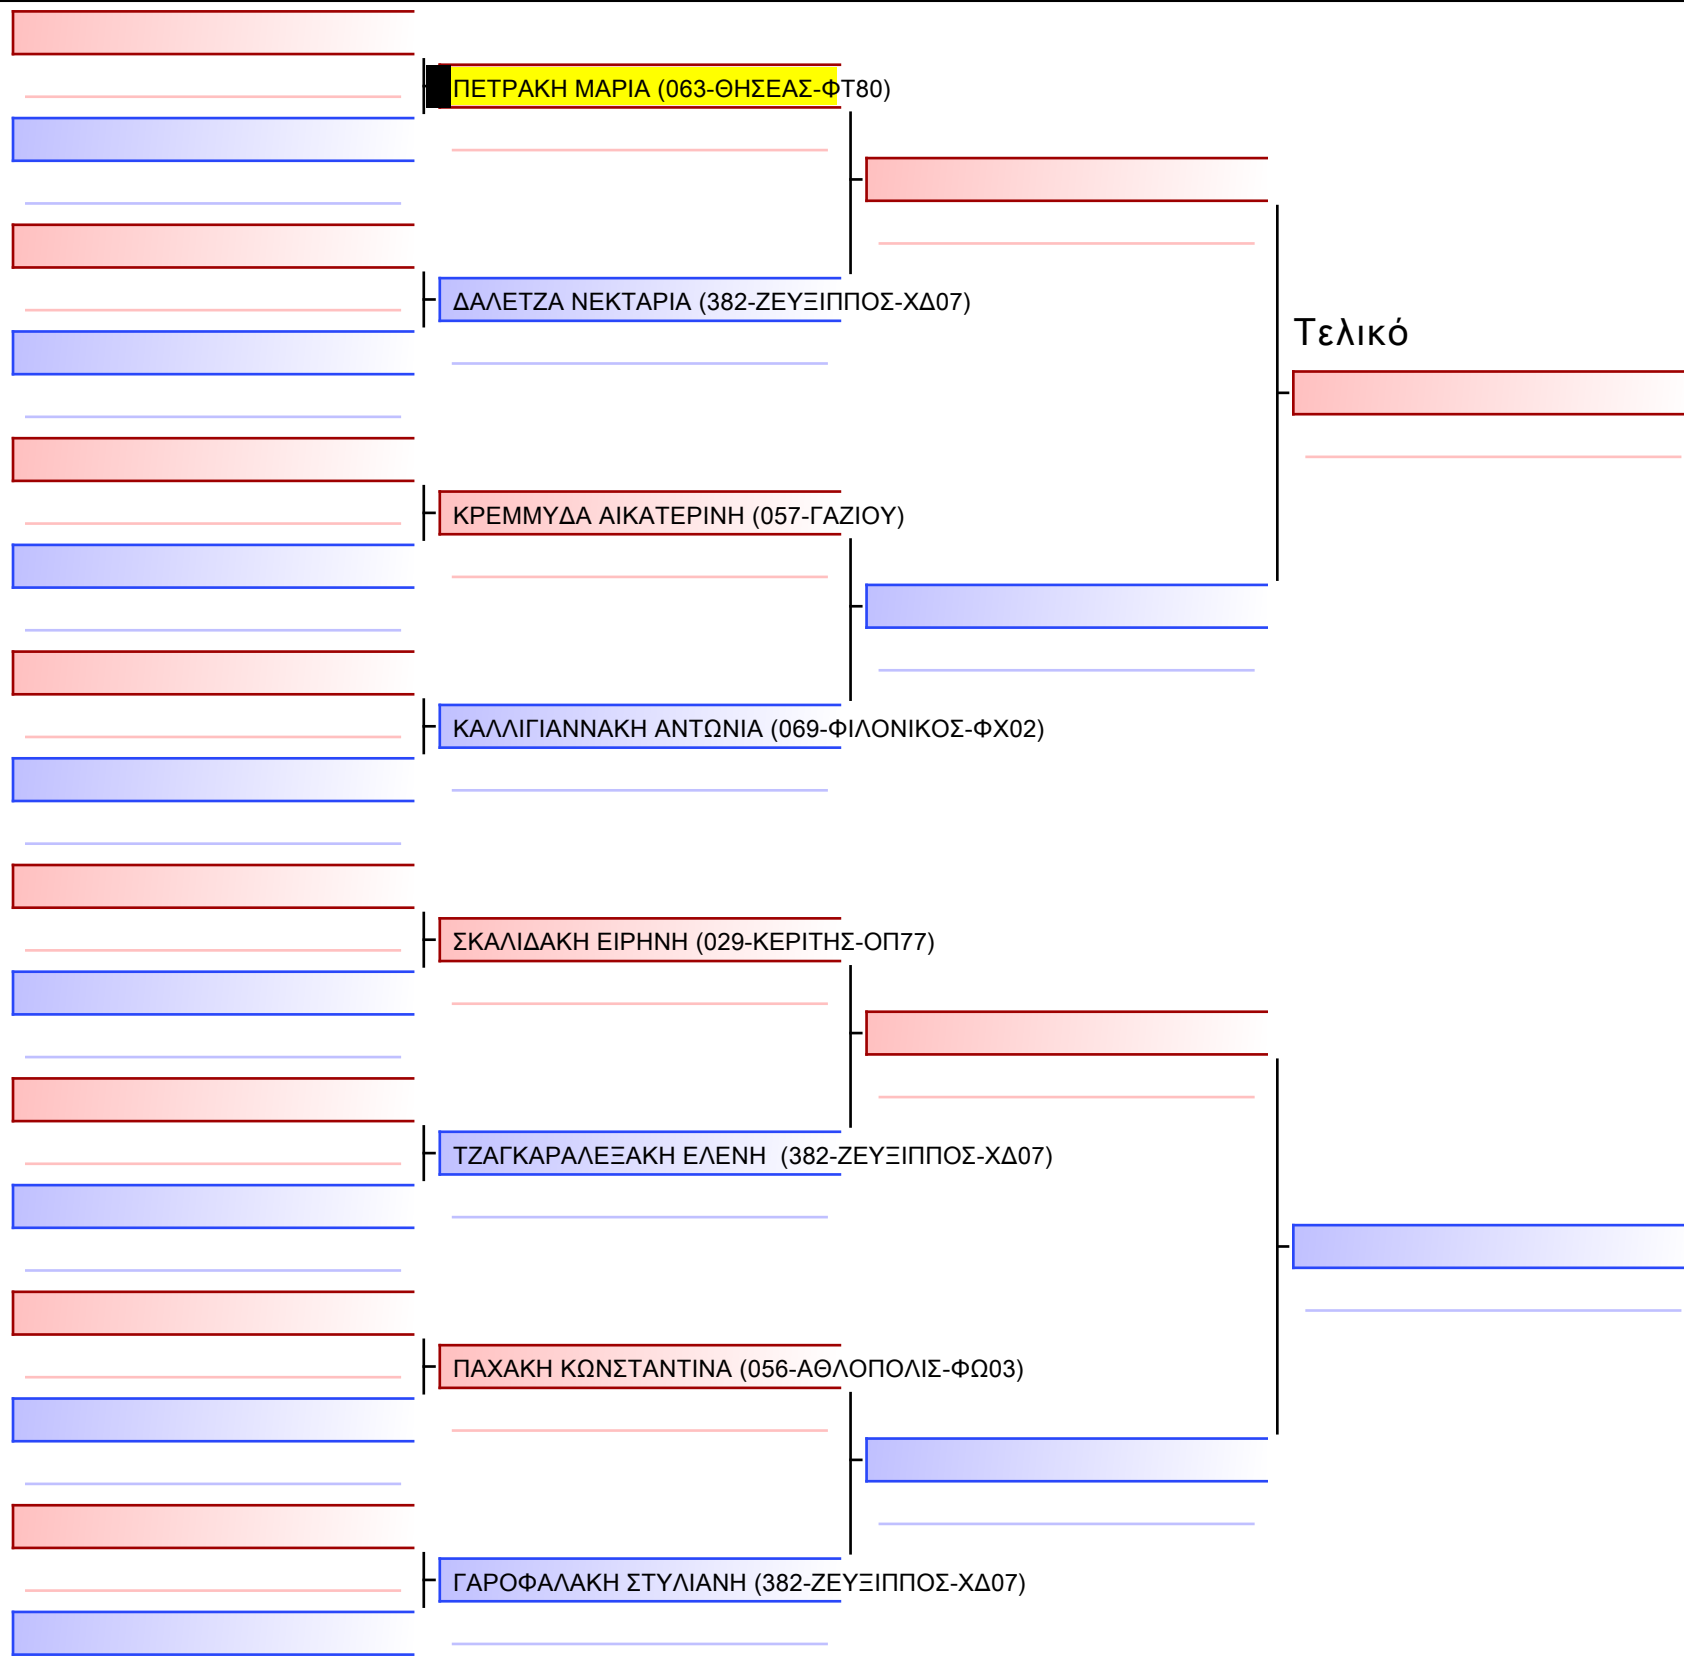 ΠΕΤΡΑΚΗ ΜΑΡΙΑ (063-ΘΗΣΕΑΣ-ΦΤ80)
ΔΑΛΕΤΖΑ ΝΕΚΤΑΡΙΑ (382-ΖΕΥΞΙΠΠΟΣ-ΧΔ07)
Τελικό
ΚΡΕΜΜΥΔΑ ΑΙΚΑΤΕΡΙΝΗ (057-ΓΑΖΙΟΥ)
ΚΑΛΛΙΓΙΑΝΝΑΚΗ ΑΝΤΩΝΙΑ (069-ΦΙΛΟΝΙΚΟΣ-ΦΧ02)
ΣΚΑΛΙΔΑΚΗ ΕΙΡΗΝΗ (029-ΚΕΡΙΤΗΣ-ΟΠ77)
ΤΖΑΓΚΑΡΑΛΕΞΑΚΗ ΕΛΕΝΗ  (382-ΖΕΥΞΙΠΠΟΣ-ΧΔ07)
ΠΑΧΑΚΗ ΚΩΝΣΤΑΝΤΙΝΑ (056-ΑΘΛΟΠΟΛΙΣ-ΦΩ03)
ΓΑΡΟΦΑΛΑΚΗ ΣΤΥΛΙΑΝΗ (382-ΖΕΥΞΙΠΠΟΣ-ΧΔ07)